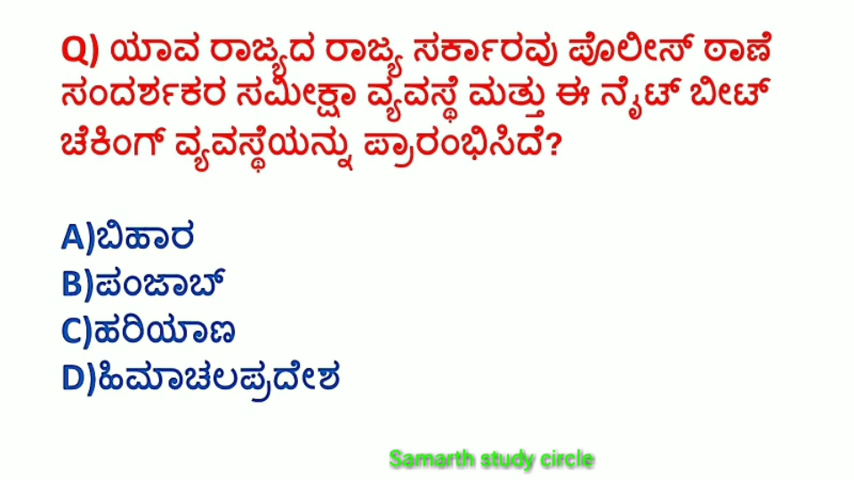 Q) ಯಾವ ರಾಜ್ಯದ ರಾಜ್ಯ ಸರ್ಕಾರವು ಪೊಲೀಸ್ ಠಾಣೆ
ಸಂದರ್ಶಕರ ಸಮೀಕ್ಷಾ ವ್ಯವಸ್ಥೆ ಮತ್ತು ಈ ನೈಟ್ ಬೀಟ್
ಚೆಕಿಂಗ್ ವ್ಯವಸ್ಥೆಯನ್ನು ಪ್ರಾರಂಭಿಸಿದೆ?
A)ಬಿಹಾರ
B)ಪಂಜಾಬ್
C)ಹರಿಯಾಣ
D)ಹಿಮಾಚಲಪ್ರದೇಶ
Samarth study circle